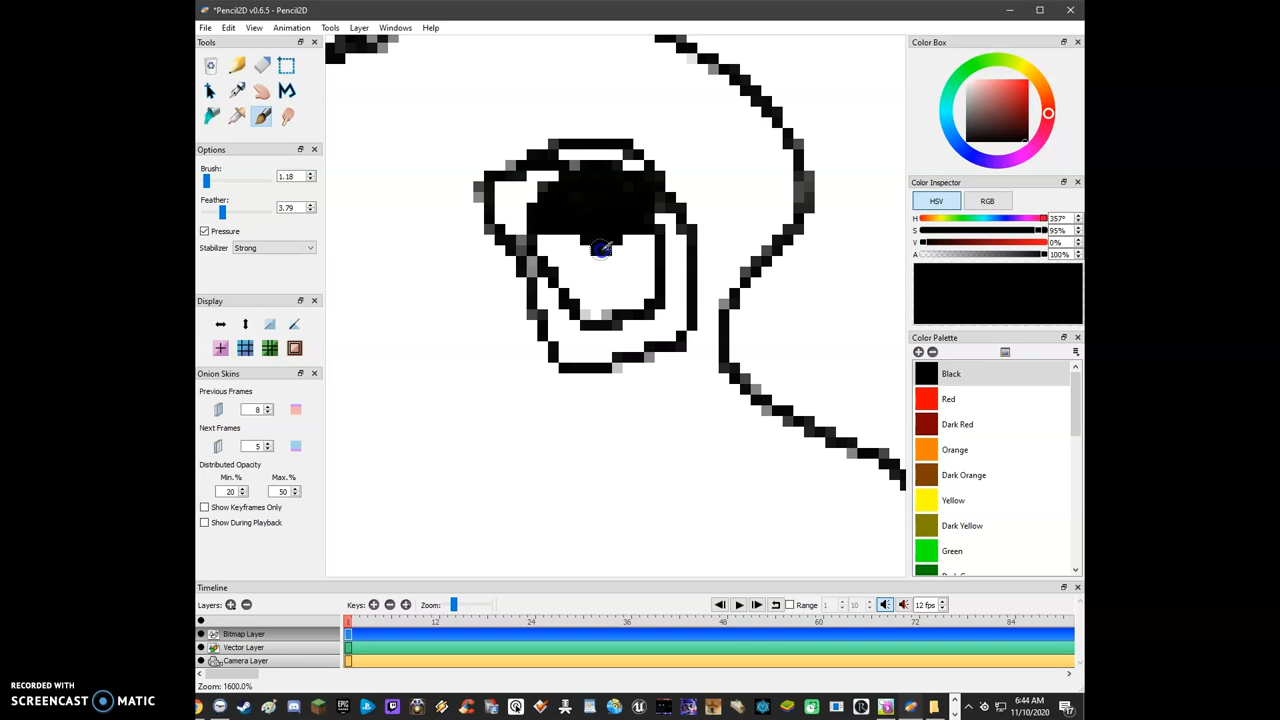 *Pencil2D v0.6.5 - Pencil2D
File Edit View Animation Tools Layer Windows Help
Tools
Options
Brush:
1.18
Feather:
3.79
Pressure
Stabilizer Strong
Display
Onion Skins
Previous Frames
8
Next Frames
5
Distributed Opacity
Min.% Max.%
20 50
Show Keyframes Only
Show During Playback
Color Box
Color Inspector
HSV RGB
H 357°
S 95%
V 0%
A 100%
Color Palette
Black
Red
Dark Red
Orange
Dark Orange
Yellow
Dark Yellow
Green
Timeline
Layers: Keys: Zoom: Range 1 10 12 fps
1 12 24 36 48 60 72 84
Bitmap Layer
Vector Layer
Camera Layer
Zoom: 1600.0%
RECORDED WITH
SCREENCAST MATIC
6:44 AM
11/10/2020
17